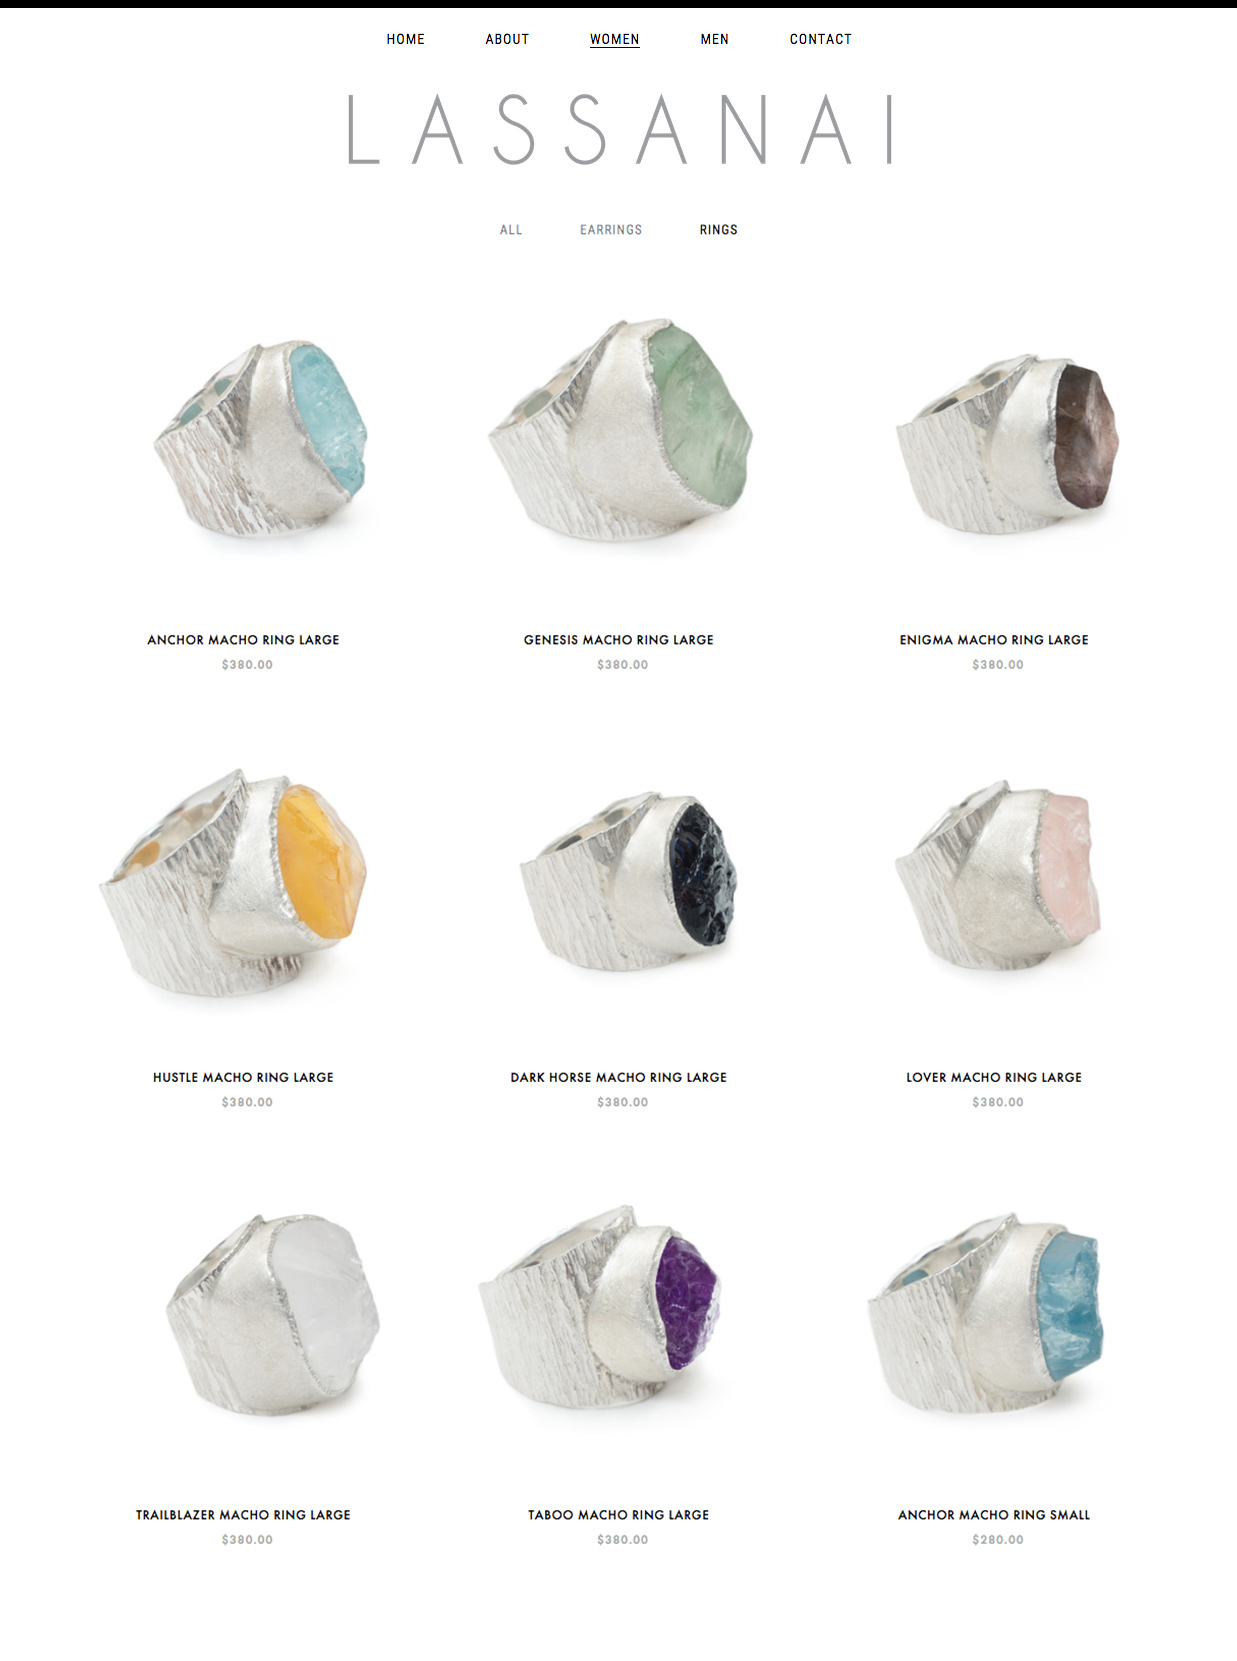 HOME ABOUT WOMEN MEN CONTACT
LASSANAI
ALL EARRINGS RINGS
ANCHOR MACHO RING LARGE
$380.00
GENESIS MACHO RING LARGE
$380.00
ENIGMA MACHO RING LARGE
$380.00
HUSTLE MACHO RING LARGE
$380.00
DARK HORSE MACHO RING LARGE
$380.00
LOVER MACHO RING LARGE
$380.00
TRAILBLAZER MACHO RING LARGE
$380.00
TABOO MACHO RING LARGE
$380.00
ANCHOR MACHO RING SMALL
$280.00